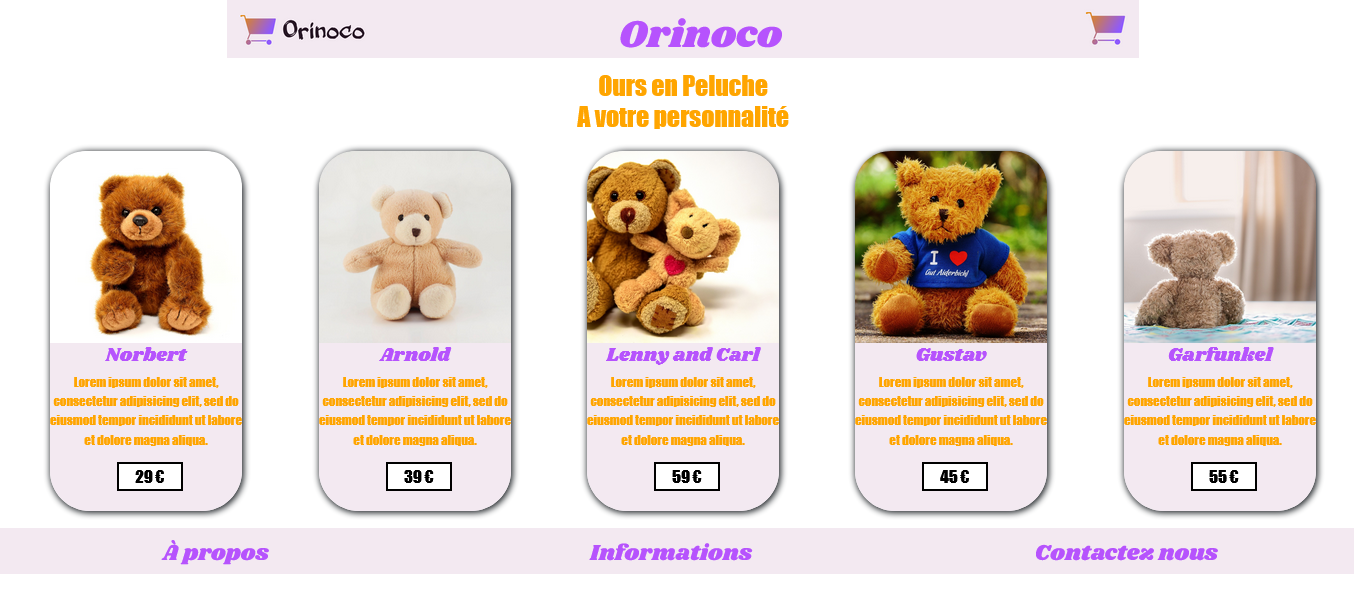 Orinoco
Orinoco
Ours en Peluche
A votre personnalité
Norbert
Lorem ipsum dolor sit amet,
consectetur adipisicing elit, sed do
eiusmod tempor incididunt ut labore
et dolore magna aliqua.
29 €
Arnold
Lorem ipsum dolor sit amet,
consectetur adipisicing elit, sed do
eiusmod tempor incididunt ut labore
et dolore magna aliqua.
39 €
Lenny and Carl
Lorem ipsum dolor sit amet,
consectetur adipisicing elit, sed do
eiusmod tempor incididunt ut labore
et dolore magna aliqua.
59 €
I
Gut Aiderbichl
Gustav
Lorem ipsum dolor sit amet,
consectetur adipisicing elit, sed do
eiusmod tempor incididunt ut labore
et dolore magna aliqua.
45 €
Garfunkel
Lorem ipsum dolor sit amet,
consectetur adipisicing elit, sed do
eiusmod tempor incididunt ut labore
et dolore magna aliqua.
55 €
À propos
Informations
Contactez nous